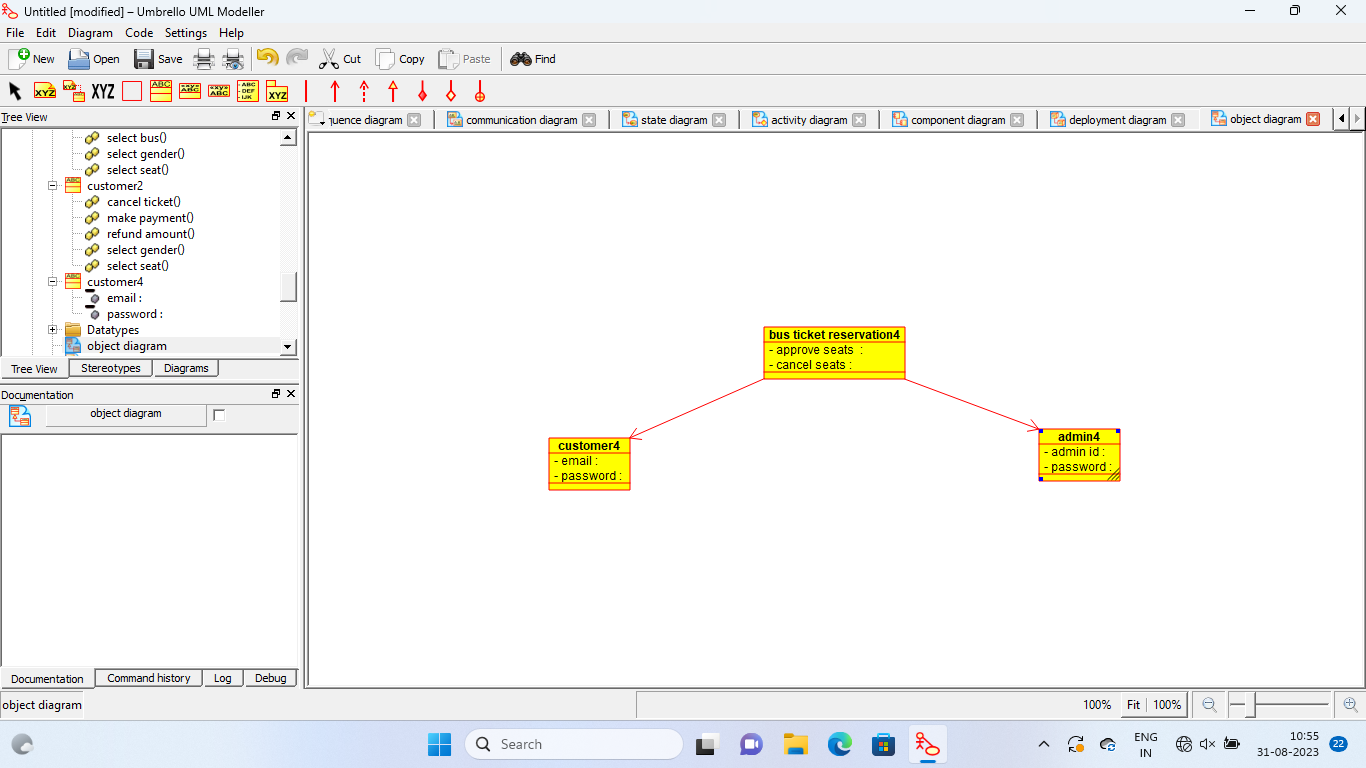 Untitled [modified] – Umbrello UML Modeller
File Edit Diagram Code Settings Help
New Open Save Cut Copy Paste Find
XYZ XYZ XYZ ABC XYZ
Tree View
select bus()
select gender()
select seat()
customer2
cancel ticket()
make payment()
refund amount()
select gender()
select seat()
customer4
email :
password :
Datatypes
object diagram
Tree View Stereotypes Diagrams
Documentation
object diagram
Documentation Command history Log Debug
object diagram
uence diagram communication diagram state diagram activity diagram component diagram deployment diagram object diagram
bus ticket reservation4
- approve seats :
- cancel seats :
customer4
- email :
- password :
admin4
- admin id :
- password :
100% Fit 100%
Search
ENG
IN
10:55
31-08-2023
22